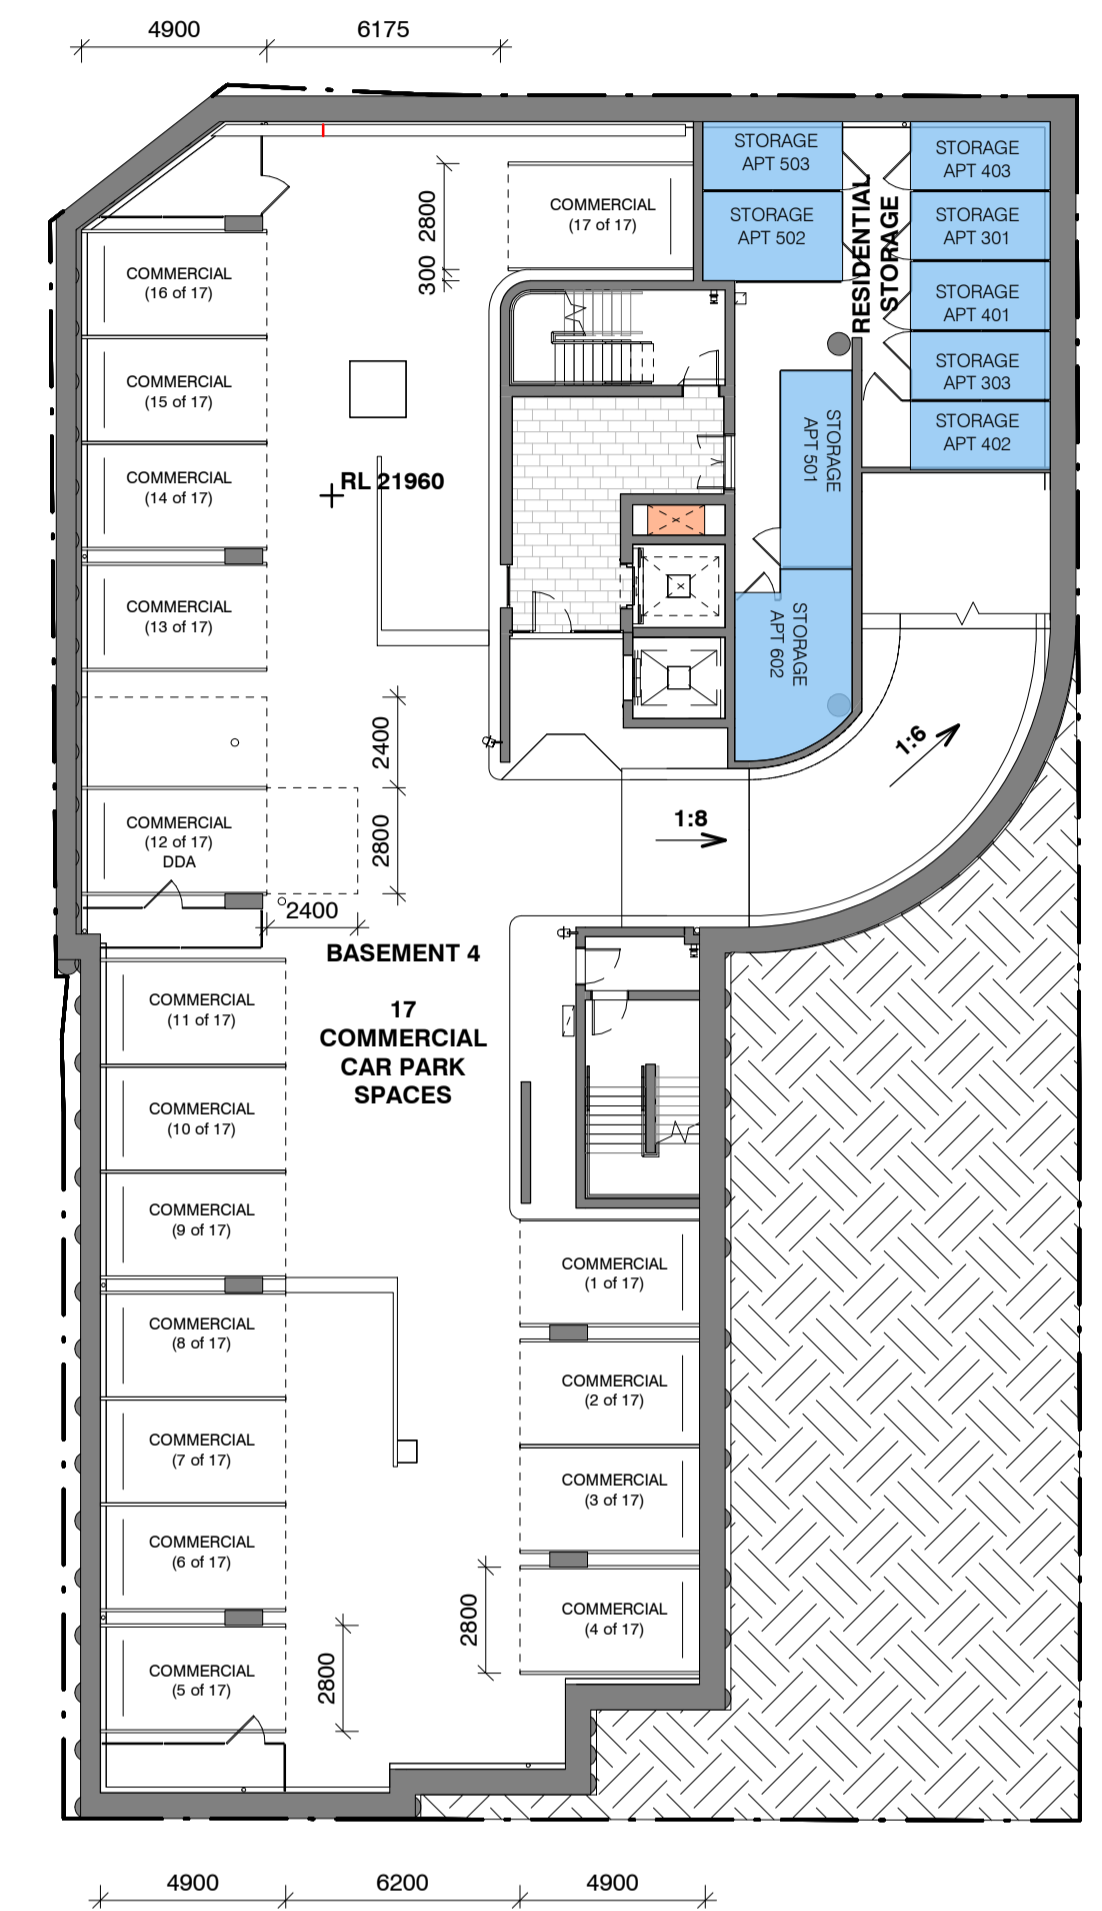 4900
6175
STORAGE
APT 503
STORAGE
APT 403
2800
COMMERCIAL
(17 of 17)
STORAGE
APT 502
RESIDENTIAL
STORAGE
STORAGE
APT 301
300
COMMERCIAL
(16 of 17)
STORAGE
APT 401
COMMERCIAL
(15 of 17)
STORAGE
APT 303
STORAGE
APT 402
STORAGE
APT 501
COMMERCIAL
(14 of 17)
RL 21960
COMMERCIAL
(13 of 17)
STORAGE
APT 602
2400
1:6
COMMERCIAL
(12 of 17)
DDA
2800
1:8
2400
BASEMENT 4
17
COMMERCIAL
CAR PARK
SPACES
COMMERCIAL
(11 of 17)
COMMERCIAL
(10 of 17)
COMMERCIAL
(9 of 17)
COMMERCIAL
(1 of 17)
COMMERCIAL
(8 of 17)
COMMERCIAL
(2 of 17)
COMMERCIAL
(7 of 17)
COMMERCIAL
(3 of 17)
COMMERCIAL
(6 of 17)
2800
COMMERCIAL
(4 of 17)
COMMERCIAL
(5 of 17)
2800
4900
6200
4900